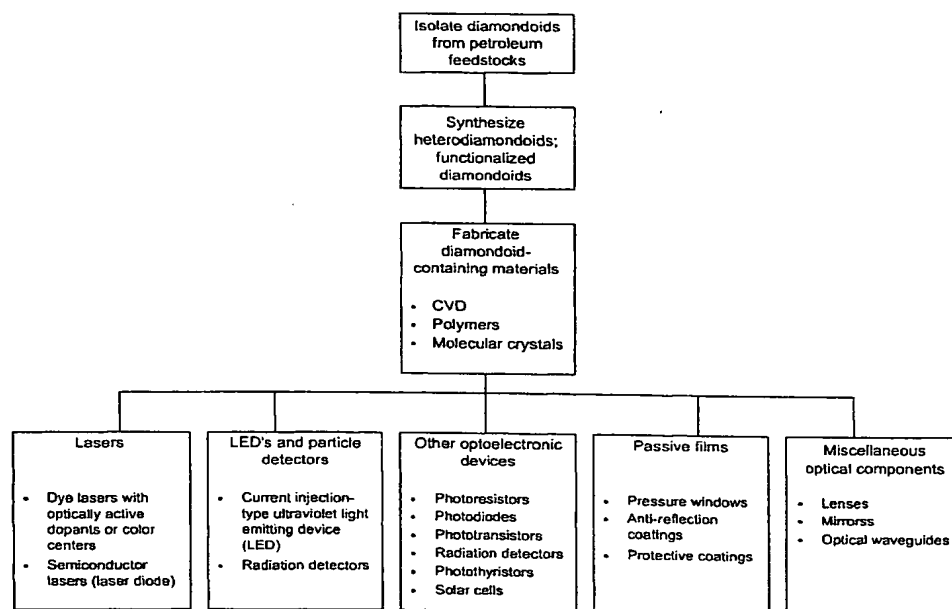 Isolate diamondoids
from petroleum
feedstocks
Synthesize
heterodiamondoids;
functionalized
diamondoids
Fabricate
diamondoid-
containing materials
• CVD
• Polymers
• Molecular crystals
Lasers
• Dye lasers with
optically active
dopants or color
centers
• Semiconductor
lasers (laser diode)
LED's and particle
detectors
• Current injection-
type ultraviolet light
emitting device
(LED)
• Radiation detectors
Other optoelectronic
devices
• Photoresistors
• Photodiodes
• Phototransistors
• Radiation detectors
• Photothyristors
• Solar cells
Passive films
• Pressure windows
• Anti-reflection
coatings
• Protective coatings
Miscellaneous
optical components
• Lenses
• Mirrorss
• Optical waveguides